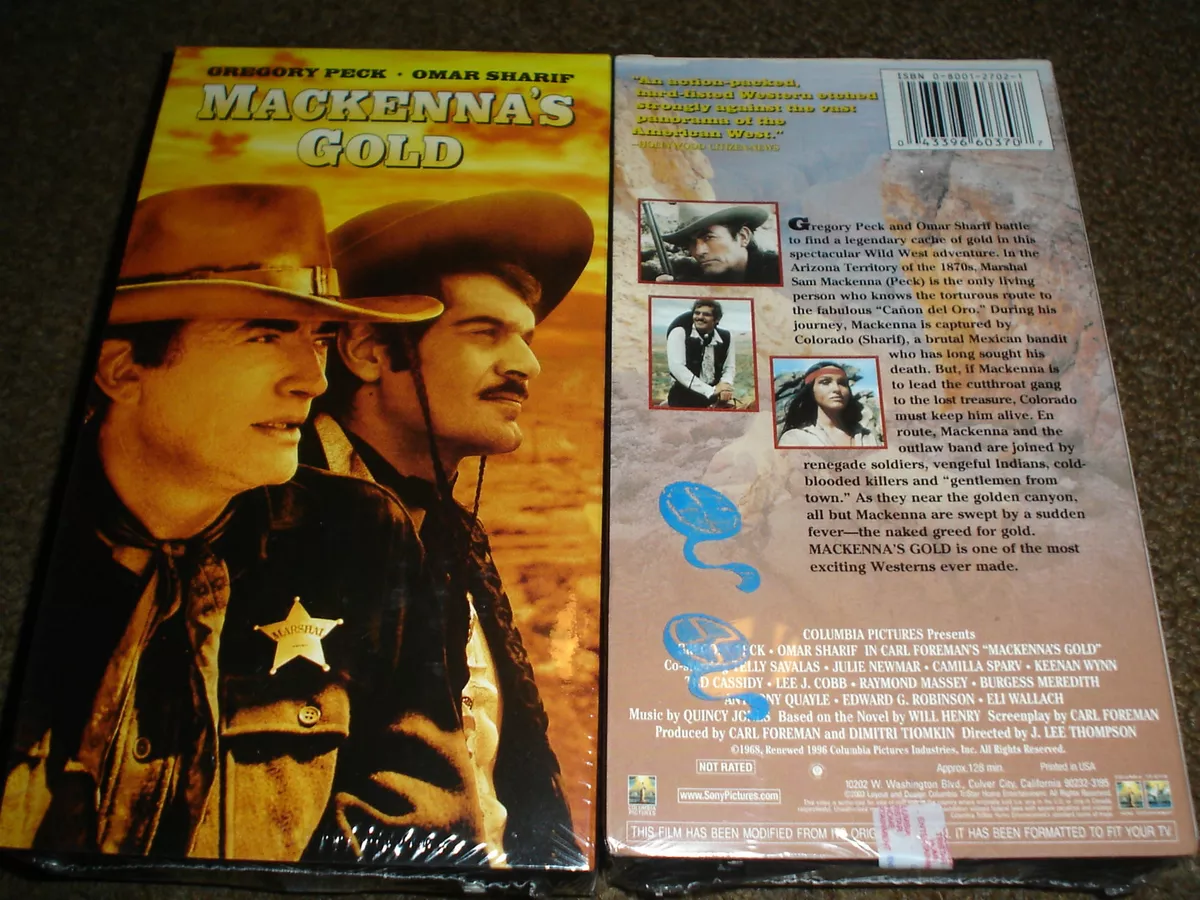 GREGORY PECK · OMAR SHARIF
MACKENNA'S
GOLD
MARSHAL
"An action-packed,
hard-fisted Western etched
strongly against the vast
panorama of the
American West."
—HOLLYWOOD CITIZEN-NEWS
ISBN 0-8001-2702-1
0 43396 60370 7
Gregory Peck and Omar Sharif battle
to find a legendary cache of gold in this
spectacular Wild West adventure. In the
Arizona Territory of the 1870s, Marshal
Sam Mackenna (Peck) is the only living
person who knows the torturous route to
the fabulous "Cañon del Oro." During his
journey, Mackenna is captured by
Colorado (Sharif), a brutal Mexican bandit
who has long sought his
death. But, if Mackenna is
to lead the cutthroat gang
to the lost treasure, Colorado
must keep him alive. En
route, Mackenna and the
outlaw band are joined by
renegade soldiers, vengeful Indians, cold-
blooded killers and "gentlemen from
town." As they near the golden canyon,
all but Mackenna are swept by a sudden
fever—the naked greed for gold.
MACKENNA'S GOLD is one of the most
exciting Westerns ever made.
COLUMBIA PICTURES Presents
PECK · OMAR SHARIF IN CARL FOREMAN'S "MACKENNA'S GOLD"
TELLY SAVALAS · JULIE NEWMAR · CAMILLA SPARV · KEENAN WYNN
CASSIDY · LEE J. COBB · RAYMOND MASSEY · BURGESS MEREDITH
ANTHONY QUAYLE · EDWARD G. ROBINSON · ELI WALLACH
Music by QUINCY JONES Based on the Novel by WILL HENRY Screenplay by CARL FOREMAN
Produced by CARL FOREMAN and DIMITRI TIOMKIN Directed by J. LEE THOMPSON
©1968, Renewed 1996 Columbia Pictures Industries, Inc. All Rights Reserved.
NOT RATED
Approx. 128 min. Printed in USA
10202 W. Washington Blvd., Culver City, California 90232-3195
www.SonyPictures.com
COLUMBIA
PICTURES
THIS FILM HAS BEEN MODIFIED FROM ITS IT HAS BEEN FORMATTED TO FIT YOUR TV